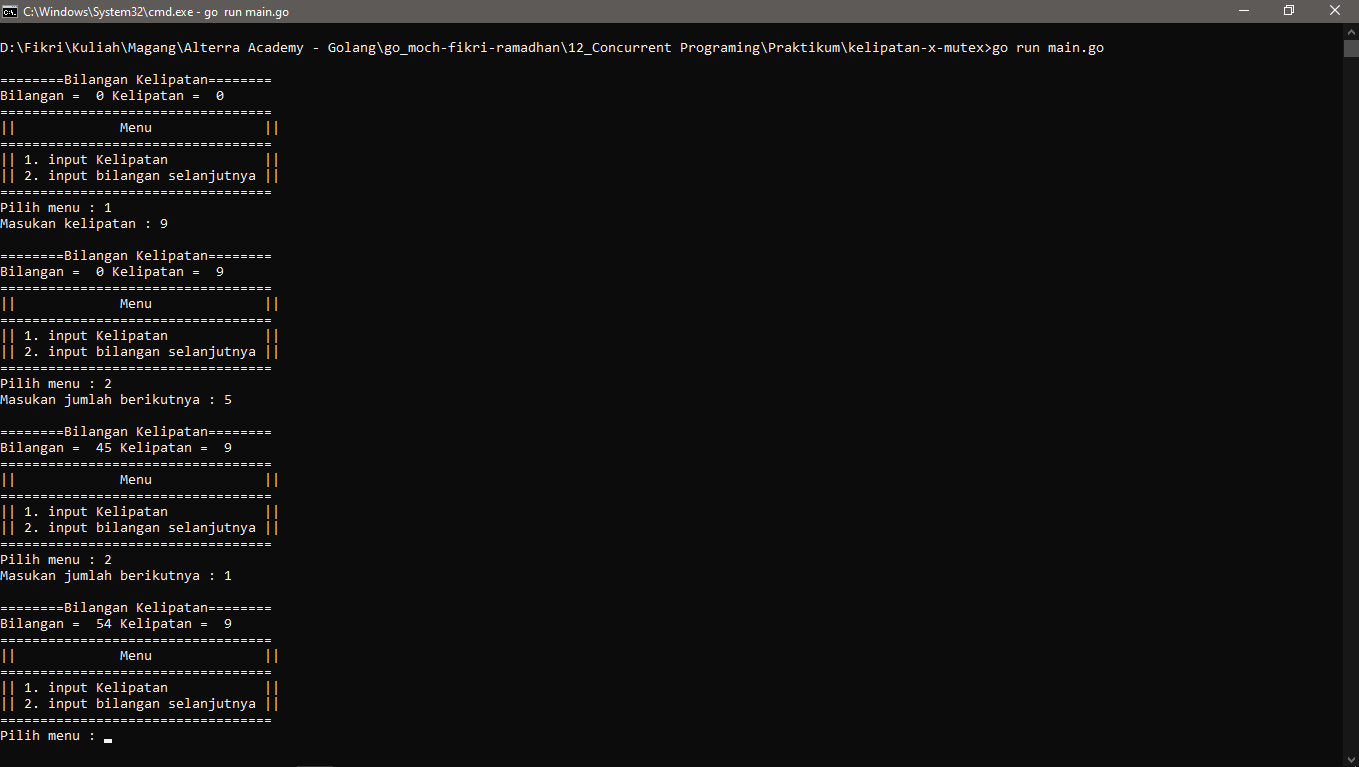 C:\Windows\System32\cmd.exe - go  run main.go
D:\Fikri\Kuliah\Magang\Alterra Academy - Golang\go_moch-fikri-ramadhan\12_Concurrent Programing\Praktikum\kelipatan-x-mutex>go run main.go
========Bilangan Kelipatan========
Bilangan =  0 Kelipatan =  0
==================================
||             Menu              ||
==================================
|| 1. input Kelipatan            ||
|| 2. input bilangan selanjutnya ||
==================================
Pilih menu : 1
Masukan kelipatan : 9
========Bilangan Kelipatan========
Bilangan =  0 Kelipatan =  9
==================================
||             Menu              ||
==================================
|| 1. input Kelipatan            ||
|| 2. input bilangan selanjutnya ||
==================================
Pilih menu : 2
Masukan jumlah berikutnya : 5
========Bilangan Kelipatan========
Bilangan =  45 Kelipatan =  9
==================================
||             Menu              ||
==================================
|| 1. input Kelipatan            ||
|| 2. input bilangan selanjutnya ||
==================================
Pilih menu : 2
Masukan jumlah berikutnya : 1
========Bilangan Kelipatan========
Bilangan =  54 Kelipatan =  9
==================================
||             Menu              ||
==================================
|| 1. input Kelipatan            ||
|| 2. input bilangan selanjutnya ||
==================================
Pilih menu :